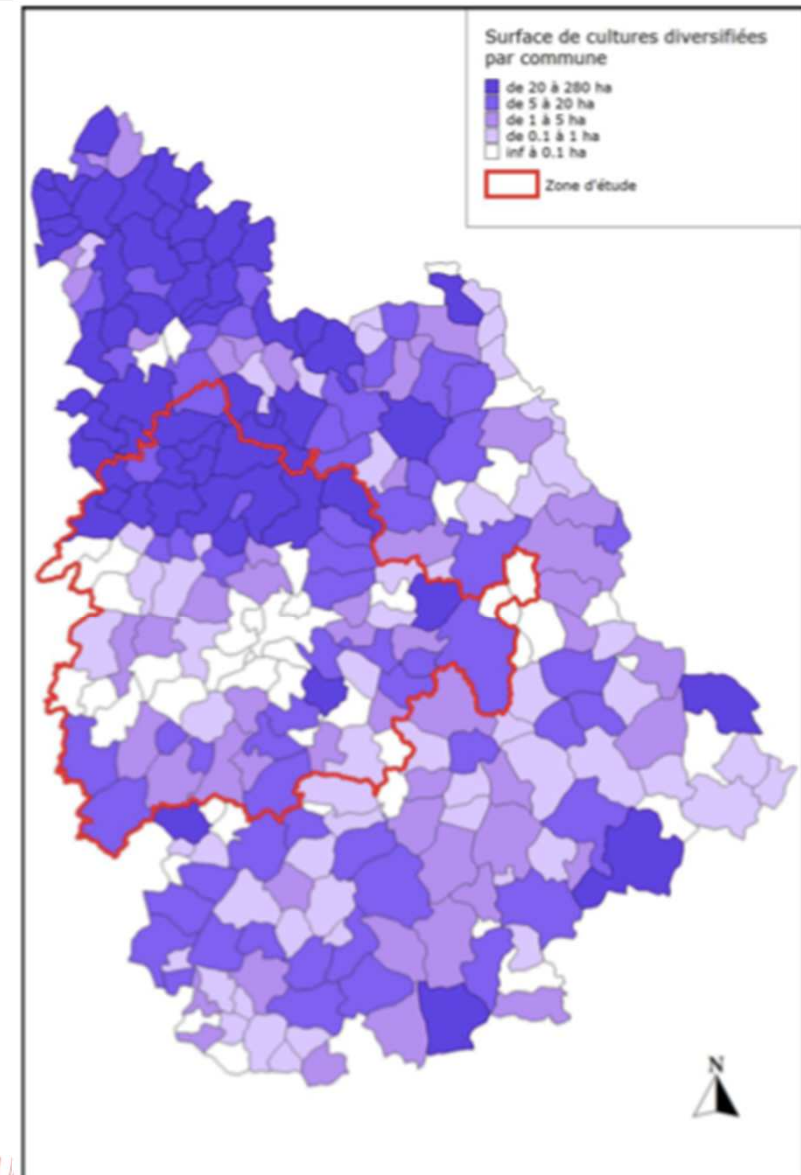 Surface de cultures diversifiées
par commune
de 20 à 280 ha
de 5 à 20 ha
de 1 à 5 ha
de 0.1 à 1 ha
inf à 0.1 ha
Zone d'étude
N